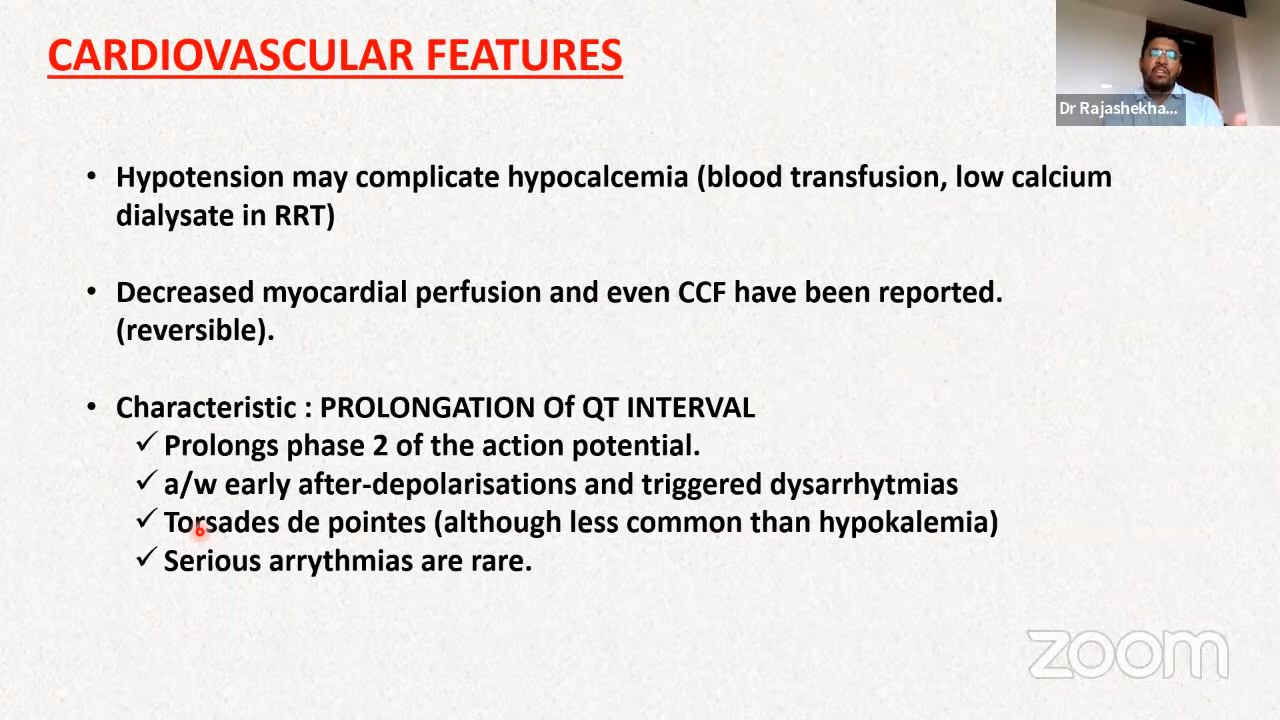 CARDIOVASCULAR FEATURES
Dr Rajashekha...
• Hypotension may complicate hypocalcemia (blood transfusion, low calcium
dialysate in RRT)
• Decreased myocardial perfusion and even CCF have been reported.
(reversible).
• Characteristic : PROLONGATION Of QT INTERVAL
✓ Prolongs phase 2 of the action potential.
✓ a/w early after-depolarisations and triggered dysarrhytmias
✓ Torsades de pointes (although less common than hypokalemia)
✓ Serious arrythmias are rare.
zoom